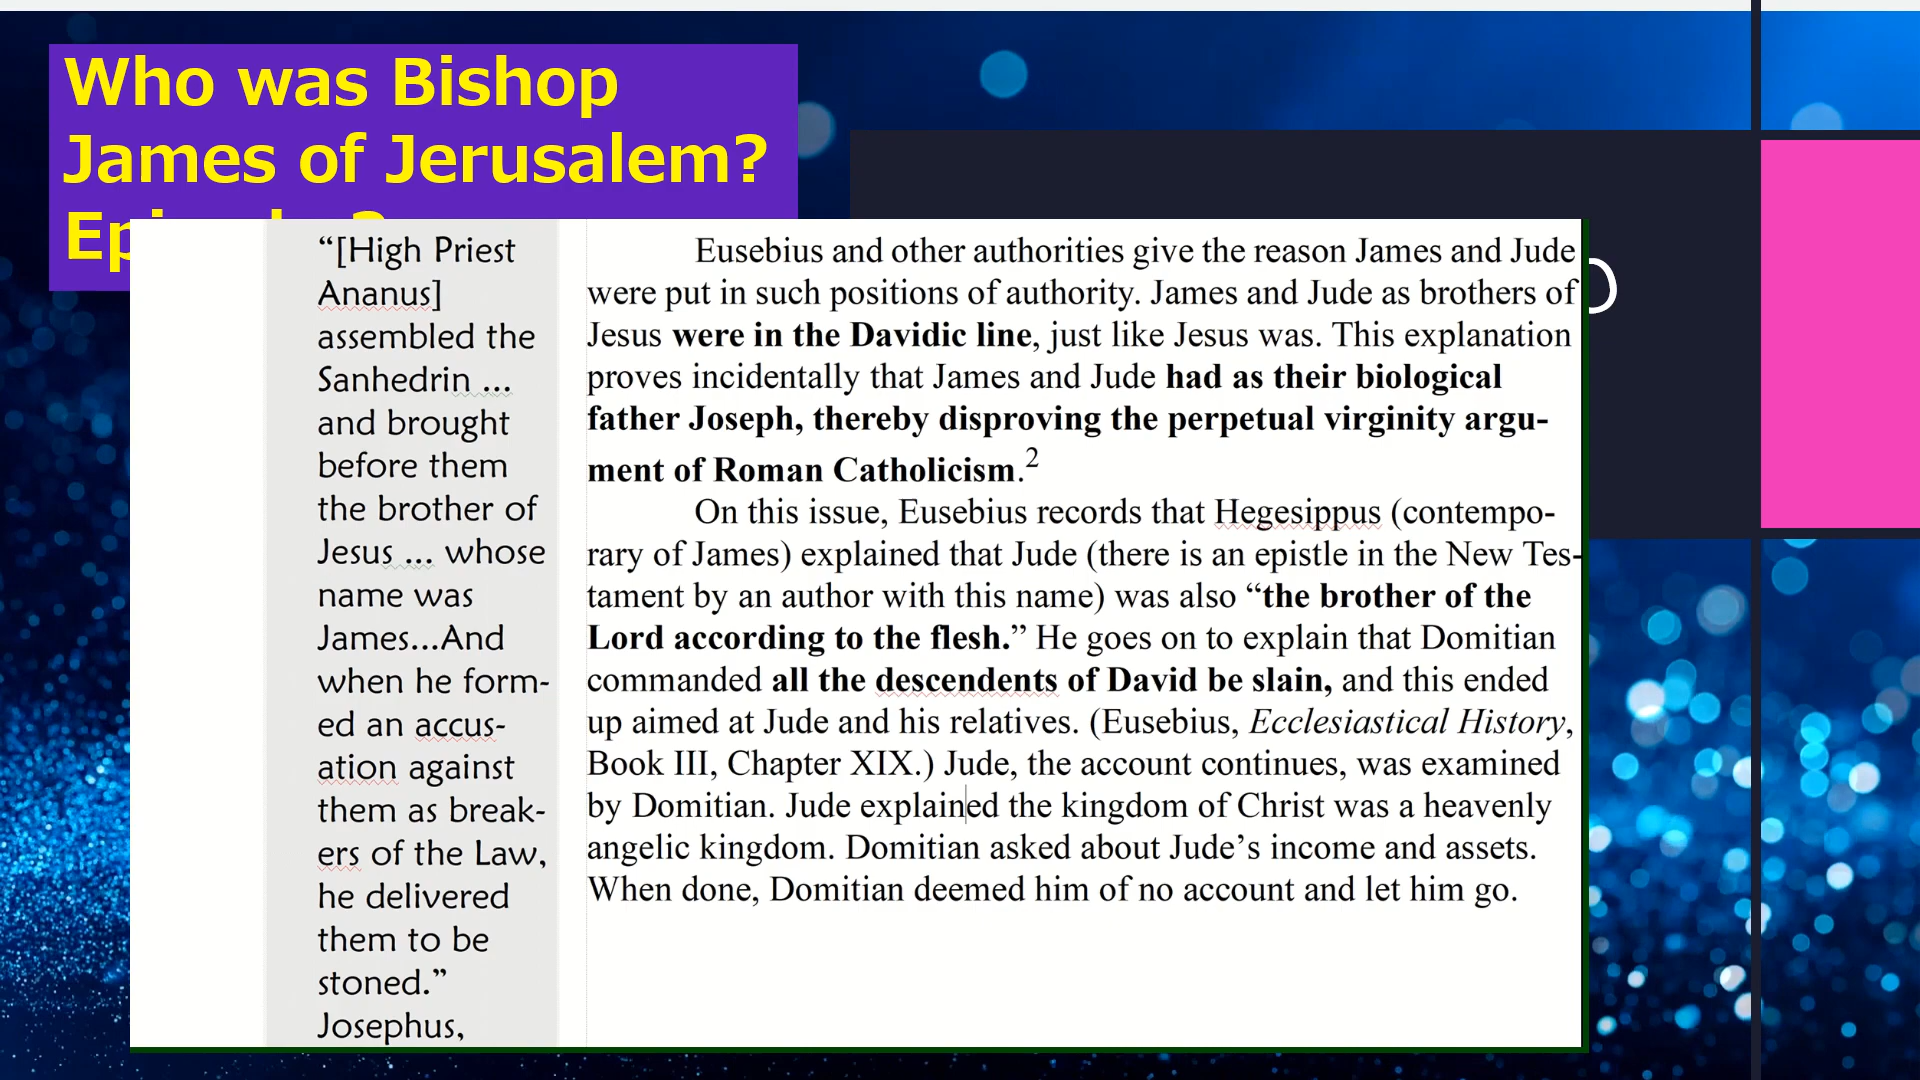 Who was Bishop
James of Jerusalem?
“[High Priest
Ananus]
assembled the
Sanhedrin ...
and brought
before them
the brother of
Jesus ... whose
name was
James...And
when he form-
ed an accus-
ation against
them as break-
ers of the Law,
he delivered
them to be
stoned.”
Josephus,
Eusebius and other authorities give the reason James and Jude
were put in such positions of authority. James and Jude as brothers of
Jesus were in the Davidic line, just like Jesus was. This explanation
proves incidentally that James and Jude had as their biological
father Joseph, thereby disproving the perpetual virginity argu-
ment of Roman Catholicism.2
On this issue, Eusebius records that Hegesippus (contempo-
rary of James) explained that Jude (there is an epistle in the New Tes-
tament by an author with this name) was also “the brother of the
Lord according to the flesh.” He goes on to explain that Domitian
commanded all the descendents of David be slain, and this ended
up aimed at Jude and his relatives. (Eusebius, Ecclesiastical History,
Book III, Chapter XIX.) Jude, the account continues, was examined
by Domitian. Jude explained the kingdom of Christ was a heavenly
angelic kingdom. Domitian asked about Jude’s income and assets.
When done, Domitian deemed him of no account and let him go.